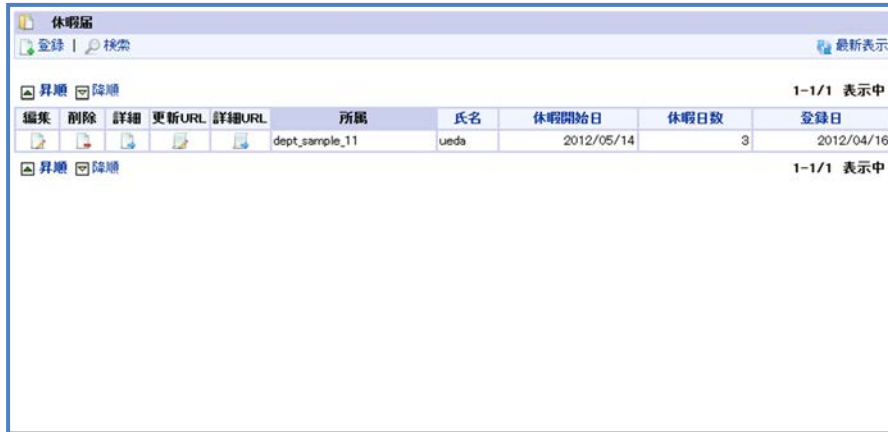 休暇届
登録 | 検索 最新表示
昇順 降順 1-1/1 表示中
編集 削除 詳細 更新URL 詳細URL 所属 氏名 休暇開始日 休暇日数 登録日
dept_sample_11 ueda 2012/05/14 3 2012/04/16
昇順 降順 1-1/1 表示中